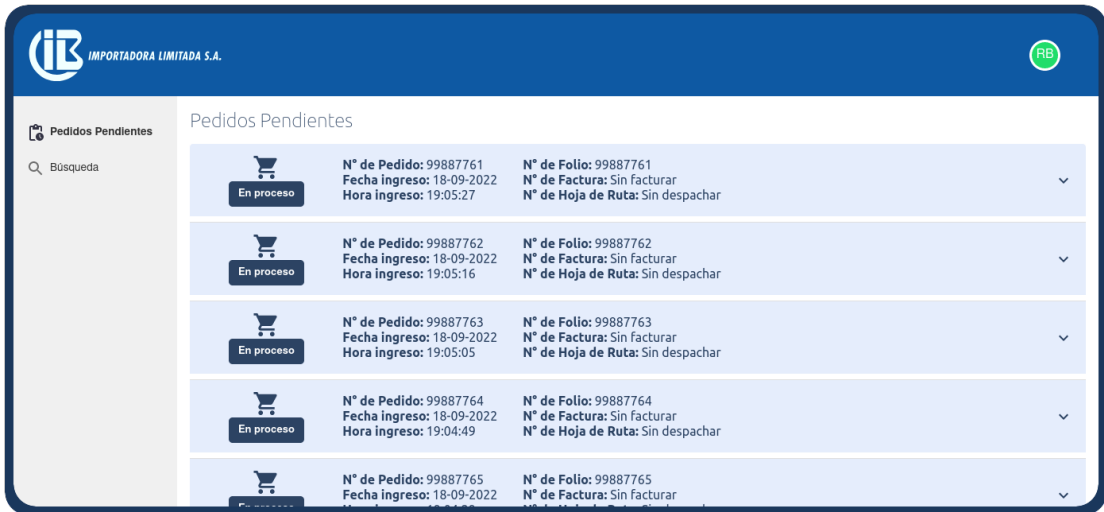 IMPORTADORA LIMITADA S.A.
RB
Pedidos Pendientes
Búsqueda
Pedidos Pendientes
En proceso
N° de Pedido: 99887761
Fecha ingreso: 18-09-2022
Hora ingreso: 19:05:27
N° de Folio: 99887761
N° de Factura: Sin facturar
N° de Hoja de Ruta: Sin despachar
En proceso
N° de Pedido: 99887762
Fecha ingreso: 18-09-2022
Hora ingreso: 19:05:16
N° de Folio: 99887762
N° de Factura: Sin facturar
N° de Hoja de Ruta: Sin despachar
En proceso
N° de Pedido: 99887763
Fecha ingreso: 18-09-2022
Hora ingreso: 19:05:05
N° de Folio: 99887763
N° de Factura: Sin facturar
N° de Hoja de Ruta: Sin despachar
En proceso
N° de Pedido: 99887764
Fecha ingreso: 18-09-2022
Hora ingreso: 19:04:49
N° de Folio: 99887764
N° de Factura: Sin facturar
N° de Hoja de Ruta: Sin despachar
N° de Pedido: 99887765
Fecha ingreso: 18-09-2022
N° de Folio: 99887765
N° de Factura: Sin facturar